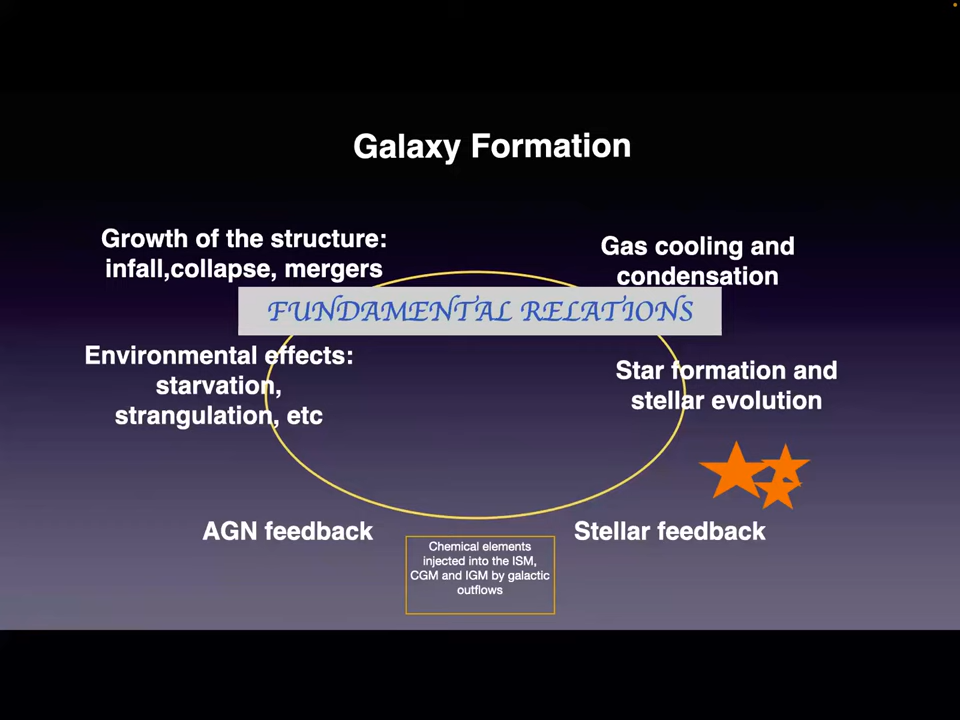 Galaxy Formation
Growth of the structure:
infall,collapse, mergers
Gas cooling and
condensation
FUNDAMENTAL RELATIONS
Environmental effects:
starvation,
strangulation, etc
Star formation and
stellar evolution
AGN feedback
Stellar feedback
Chemical elements
injected into the ISM,
CGM and IGM by galactic
outflows